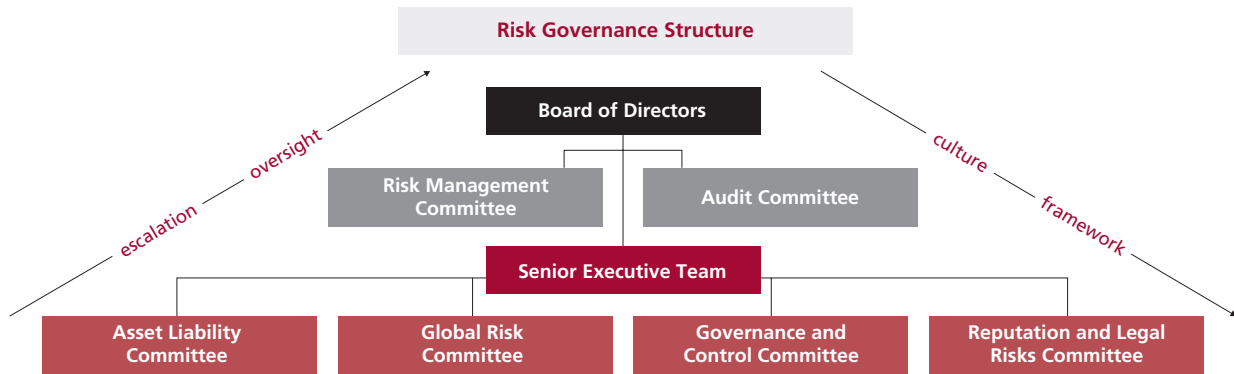 Risk Governance Structure
Board of Directors
oversight
culture
Risk Management
Committee
Audit Committee
escalation
framework
Senior Executive Team
Asset Liability
Committee
Global Risk
Committee
Governance and
Control Committee
Reputation and Legal
Risks Committee